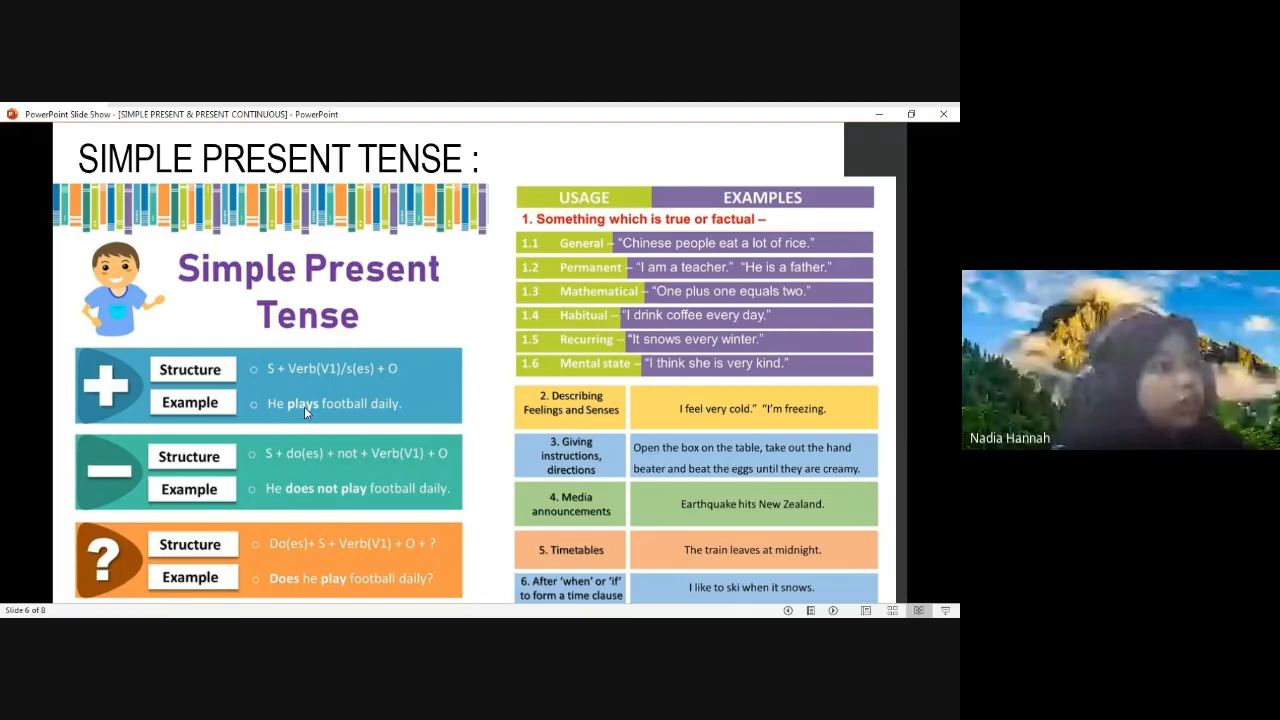 PowerPoint Slide Show - [SIMPLE PRESENT & PRESENT CONTINUOUS] - PowerPoint
SIMPLE PRESENT TENSE :
Simple Present
Tense
Structure
S + Verb(V1)/s(es) + O
Example
He plays football daily.
Structure
S + do(es) + not + Verb(V1) + O
Example
He does not play football daily.
Structure
Do(es)+ S + Verb(V1) + O + ?
Example
Does he play football daily?
USAGE EXAMPLES
1. Something which is true or factual –
1.1 General – “Chinese people eat a lot of rice.”
1.2 Permanent – “I am a teacher.” “He is a father.”
1.3 Mathematical – “One plus one equals two.”
1.4 Habitual – “I drink coffee every day.”
1.5 Recurring – “It snows every winter.”
1.6 Mental state – “I think she is very kind.”
2. Describing
Feelings and Senses
I feel very cold.” “I’m freezing.
3. Giving
instructions,
directions
Open the box on the table, take out the hand
beater and beat the eggs until they are creamy.
4. Media
announcements
Earthquake hits New Zealand.
5. Timetables
The train leaves at midnight.
6. After ‘when’ or ‘if’
to form a time clause
I like to ski when it snows.
Slide 6 of 8
Nadia Hannah